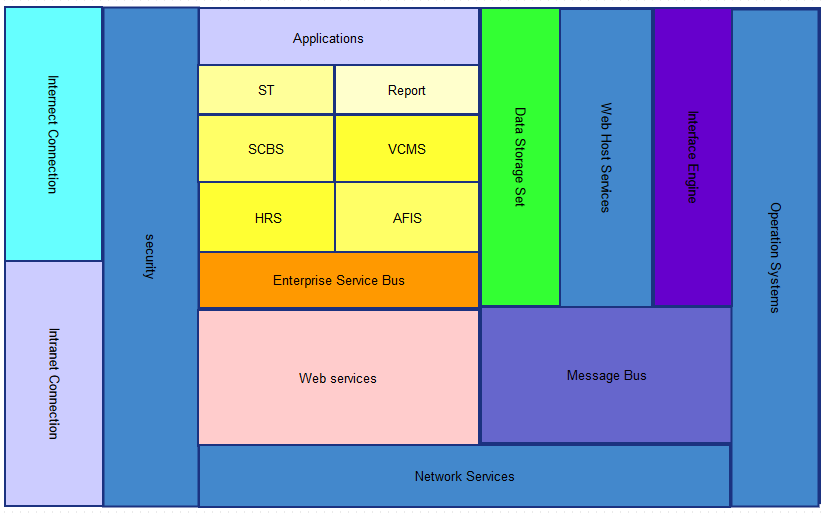 Internect Connection
Intranet Connection
security
Applications
ST
Report
SCBS
VCMS
HRS
AFIS
Enterprise Service Bus
Web services
Data Storage Set
Web Host Services
Interface Engine
Message Bus
Network Services
Operation Systems